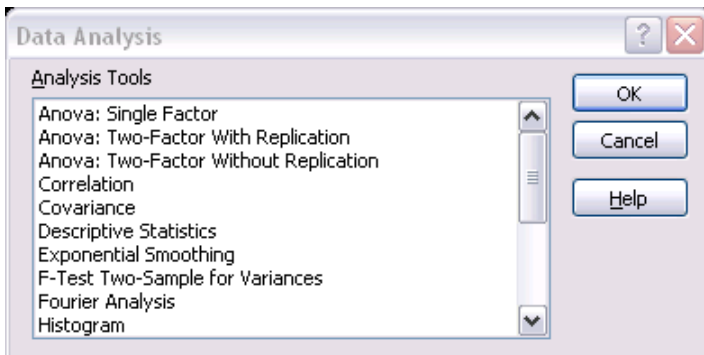 Data Analysis
Analysis Tools
Anova: Single Factor
Anova: Two-Factor With Replication
Anova: Two-Factor Without Replication
Correlation
Covariance
Descriptive Statistics
Exponential Smoothing
F-Test Two-Sample for Variances
Fourier Analysis
Histogram
OK
Cancel
Help